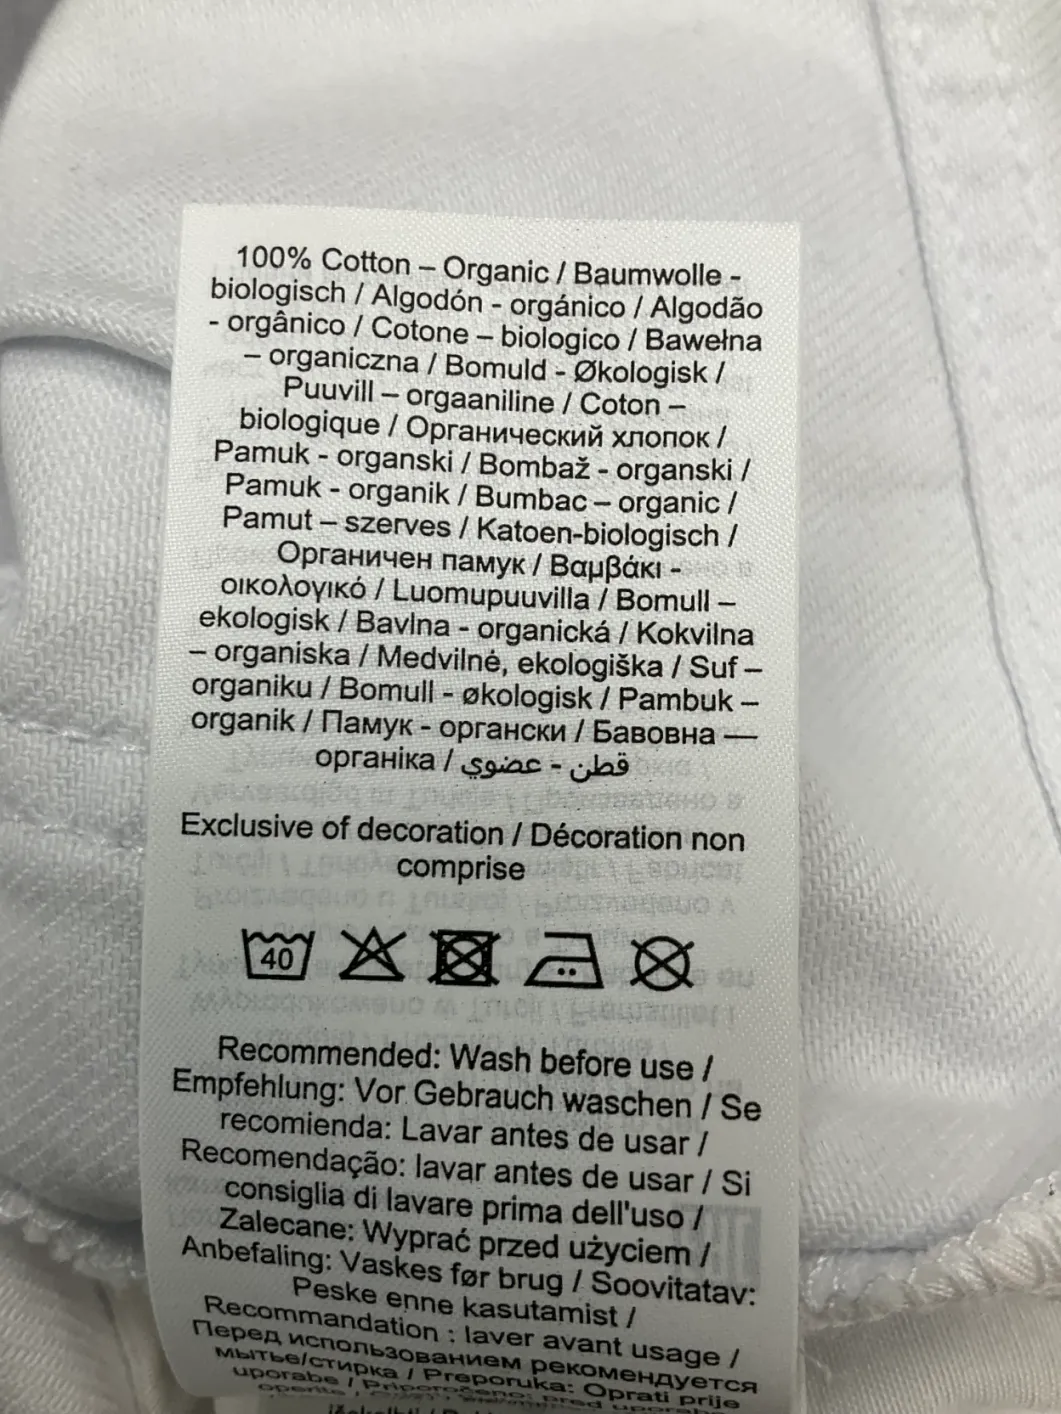 100% Cotton – Organic / Baumwolle -
biologisch / Algodón - orgánico / Algodão
- orgânico / Cotone – biologico / Bawełna
– organiczna / Bomuld - Økologisk /
Puuvill – orgaaniline / Coton –
biologique / Органический хлопок /
Pamuk - organski / Bombaž - organski /
Pamuk - organik / Bumbac – organic /
Pamut – szerves / Katoen-biologisch /
Органичен памук / Βαμβάκι -
οικολογικό / Luomupuuvilla / Bomull –
ekologisk / Bavlna - organická / Kokvilna
– organiska / Medvilnė, ekologiška / Suf –
organiku / Bomull - økologisk / Pambuk –
organik / Памук - органски / Бавовна —
органіка / قطن - عضوي
Exclusive of decoration / Décoration non
comprise
40
Recommended: Wash before use /
Empfehlung: Vor Gebrauch waschen / Se
recomienda: Lavar antes de usar /
Recomendação: lavar antes de usar / Si
consiglia di lavare prima dell'uso /
Zalecane: Wyprać przed użyciem /
Anbefaling: Vaskes før brug / Soovitatav:
Peske enne kasutamist /
Recommandation : laver avant usage /
Перед использованием рекомендуется
мытье/стирка / Preporuka: Oprati prije
uporabe / Priporočeno: pred uporabo